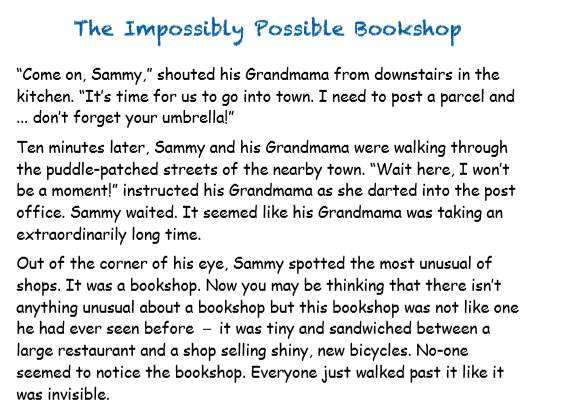 The Impossibly Possible Bookshop
“Come on, Sammy,” shouted his Grandmama from downstairs in the
kitchen. “It’s time for us to go into town. I need to post a parcel and
... don’t forget your umbrella!”
Ten minutes later, Sammy and his Grandmama were walking through
the puddle-patched streets of the nearby town. “Wait here, I won’t
be a moment!” instructed his Grandmama as she darted into the post
office. Sammy waited. It seemed like his Grandmama was taking an
extraordinarily long time.
Out of the corner of his eye, Sammy spotted the most unusual of
shops. It was a bookshop. Now you may be thinking that there isn’t
anything unusual about a bookshop but this bookshop was not like one
he had ever seen before – it was tiny and sandwiched between a
large restaurant and a shop selling shiny, new bicycles. No-one
seemed to notice the bookshop. Everyone just walked past it like it
was invisible.